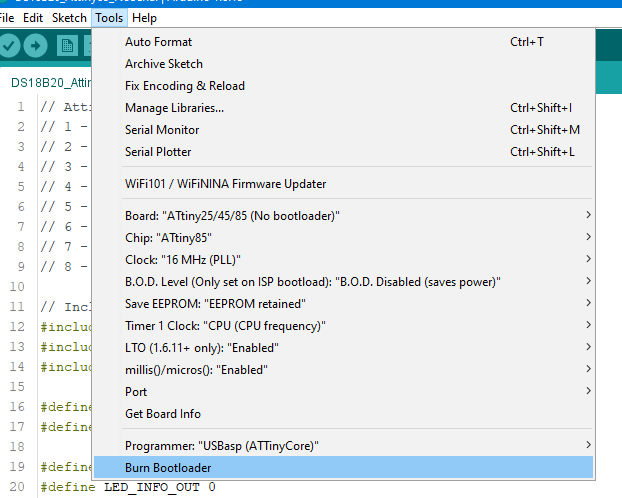 File Edit Sketch Tools Help
DS18B20_Attin
Auto Format Ctrl+T
Archive Sketch
Fix Encoding & Reload
Manage Libraries... Ctrl+Shift+I
Serial Monitor Ctrl+Shift+M
Serial Plotter Ctrl+Shift+L
WiFi101 / WiFiNINA Firmware Updater
Board: "ATtiny25/45/85 (No bootloader)"
Chip: "ATtiny85"
Clock: "16 MHz (PLL)"
B.O.D. Level (Only set on ISP bootload): "B.O.D. Disabled (saves power)"
Save EEPROM: "EEPROM retained"
Timer 1 Clock: "CPU (CPU frequency)"
LTO (1.6.11+ only): "Enabled"
millis()/micros(): "Enabled"
Port
Get Board Info
Programmer: "USBasp (ATTinyCore)"
Burn Bootloader
1 // Atti
2 // 1 -
3 // 2 -
4 // 3 -
5 // 4 -
6 // 5 -
7 // 6 -
8 // 7 -
9 // 8 -
10
11 // Incl
12 #includ
13 #includ
14 #includ
15
16 #define
17 #define
18
19 #define
20 #define LED_INFO_OUT 0